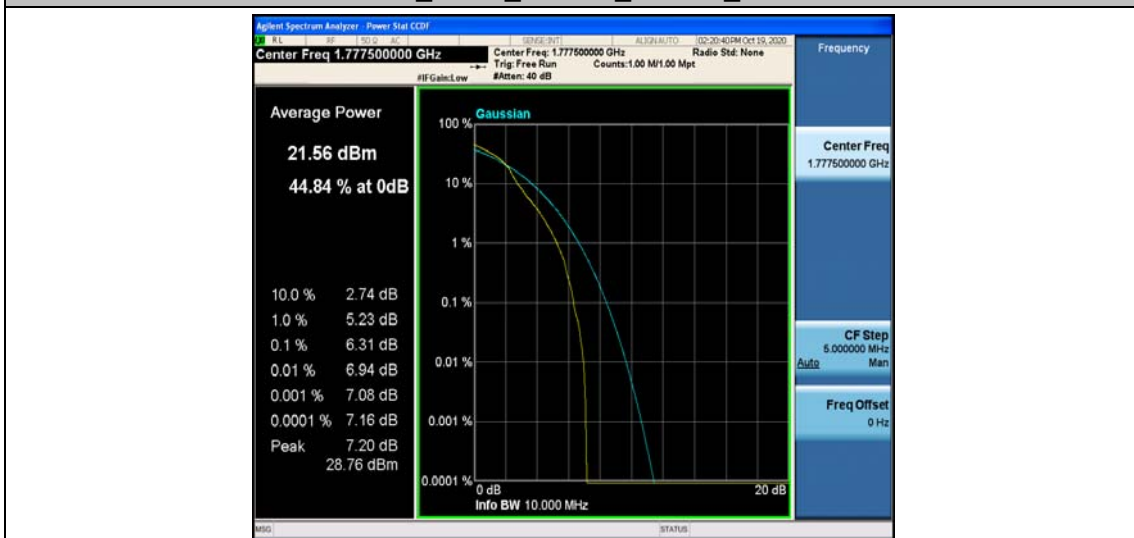 Agilent Spectrum Analyzer - Power Stat CCDF
RL RF 50 Ω AC SENSE:INT ALIGN AUTO 02:20:40 PM Oct 19, 2020
Center Freq 1.777500000 GHz
Center Freq: 1.777500000 GHz Radio Std: None
Trig: Free Run Counts:1.00 M/1.00 Mpt
#IFGain:Low #Atten: 40 dB
Frequency
Average Power
21.56 dBm
44.84 % at 0dB
10.0 % 2.74 dB
1.0 % 5.23 dB
0.1 % 6.31 dB
0.01 % 6.94 dB
0.001 % 7.08 dB
0.0001 % 7.16 dB
Peak 7.20 dB
28.76 dBm
Gaussian
100 %
10 %
1 %
0.1 %
0.01 %
0.001 %
0.0001 %
0 dB 20 dB
Info BW 10.000 MHz
Center Freq
1.777500000 GHz
CF Step
5.000000 MHz
Auto Man
Freq Offset
0 Hz
MSG STATUS